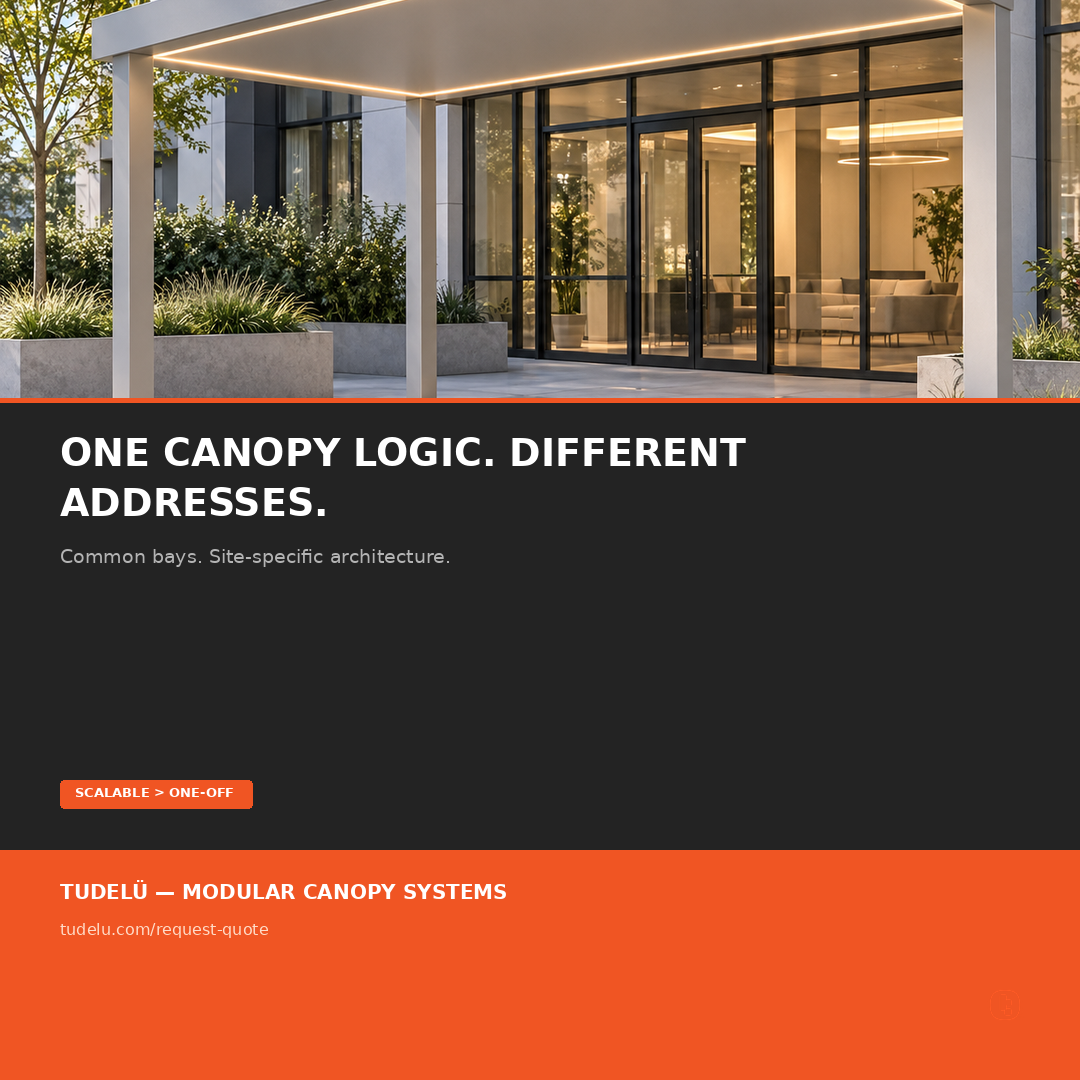 ONE CANOPY LOGIC. DIFFERENT
ADDRESSES.
Common bays. Site-specific architecture.
SCALABLE > ONE-OFF
TUDELÜ — MODULAR CANOPY SYSTEMS
tudelu.com/request-quote